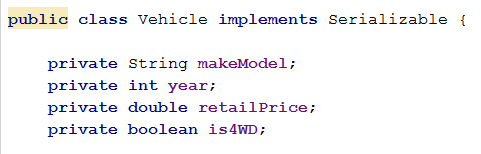 public class Vehicle implements Serializable {
private String makeModel;
private int year;
private double retailPrice;
private boolean is4WD;